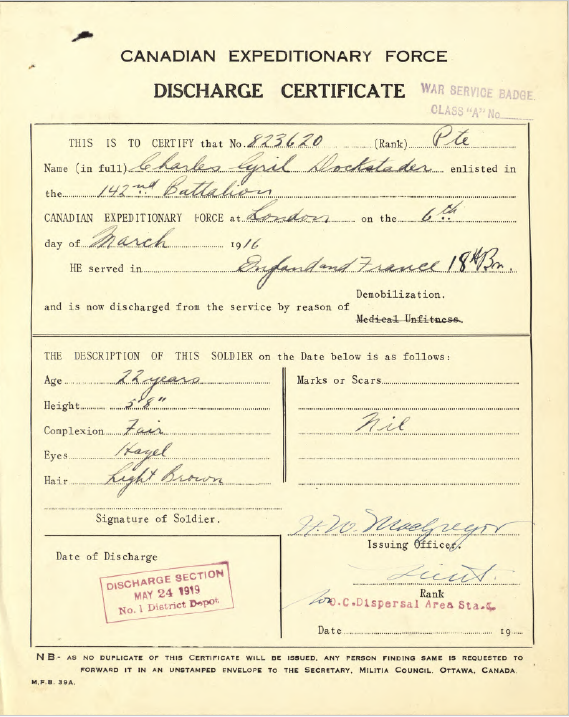 CANADIAN EXPEDITIONARY FORCE
DISCHARGE CERTIFICATE
WAR SERVICE BADGE
CLASS "A" No
THIS IS TO CERTIFY that No. 823620 (Rank) Pte
Name (in full) Charles Cyril Dockstader enlisted in
the 142nd Battalion
CANADIAN EXPEDITIONARY FORCE at London on the 6th
day of March 1916
HE served in England and France 18th Bn.
Demobilization.
and is now discharged from the service by reason of
Medical Unfitness.
THE DESCRIPTION OF THIS SOLDIER on the Date below is as follows:
Age 22 years
Height 5'8"
Complexion Fair
Eyes Hazel
Hair Light Brown
Marks or Scars
Nil
Signature of Soldier.
H. W. MacGregor
Issuing Officer.
Lieut.
Rank
for O.C. Dispersal Area Sta.
Date 19
Date of Discharge
DISCHARGE SECTION
MAY 24 1919
No. 1 District Depot
NB- AS NO DUPLICATE OF THIS CERTIFICATE WILL BE ISSUED, ANY PERSON FINDING SAME IS REQUESTED TO
FORWARD IT IN AN UNSTAMPED ENVELOPE TO THE SECRETARY, MILITIA COUNCIL, OTTAWA, CANADA.
M.F.B. 39A.